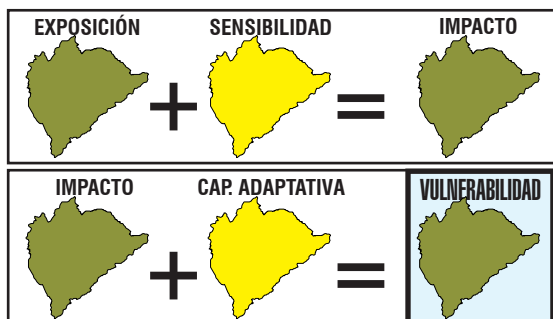 EXPOSICIÓN SENSIBILIDAD IMPACTO
+ =
IMPACTO CAP. ADAPTATIVA VULNERABILIDAD
+ =